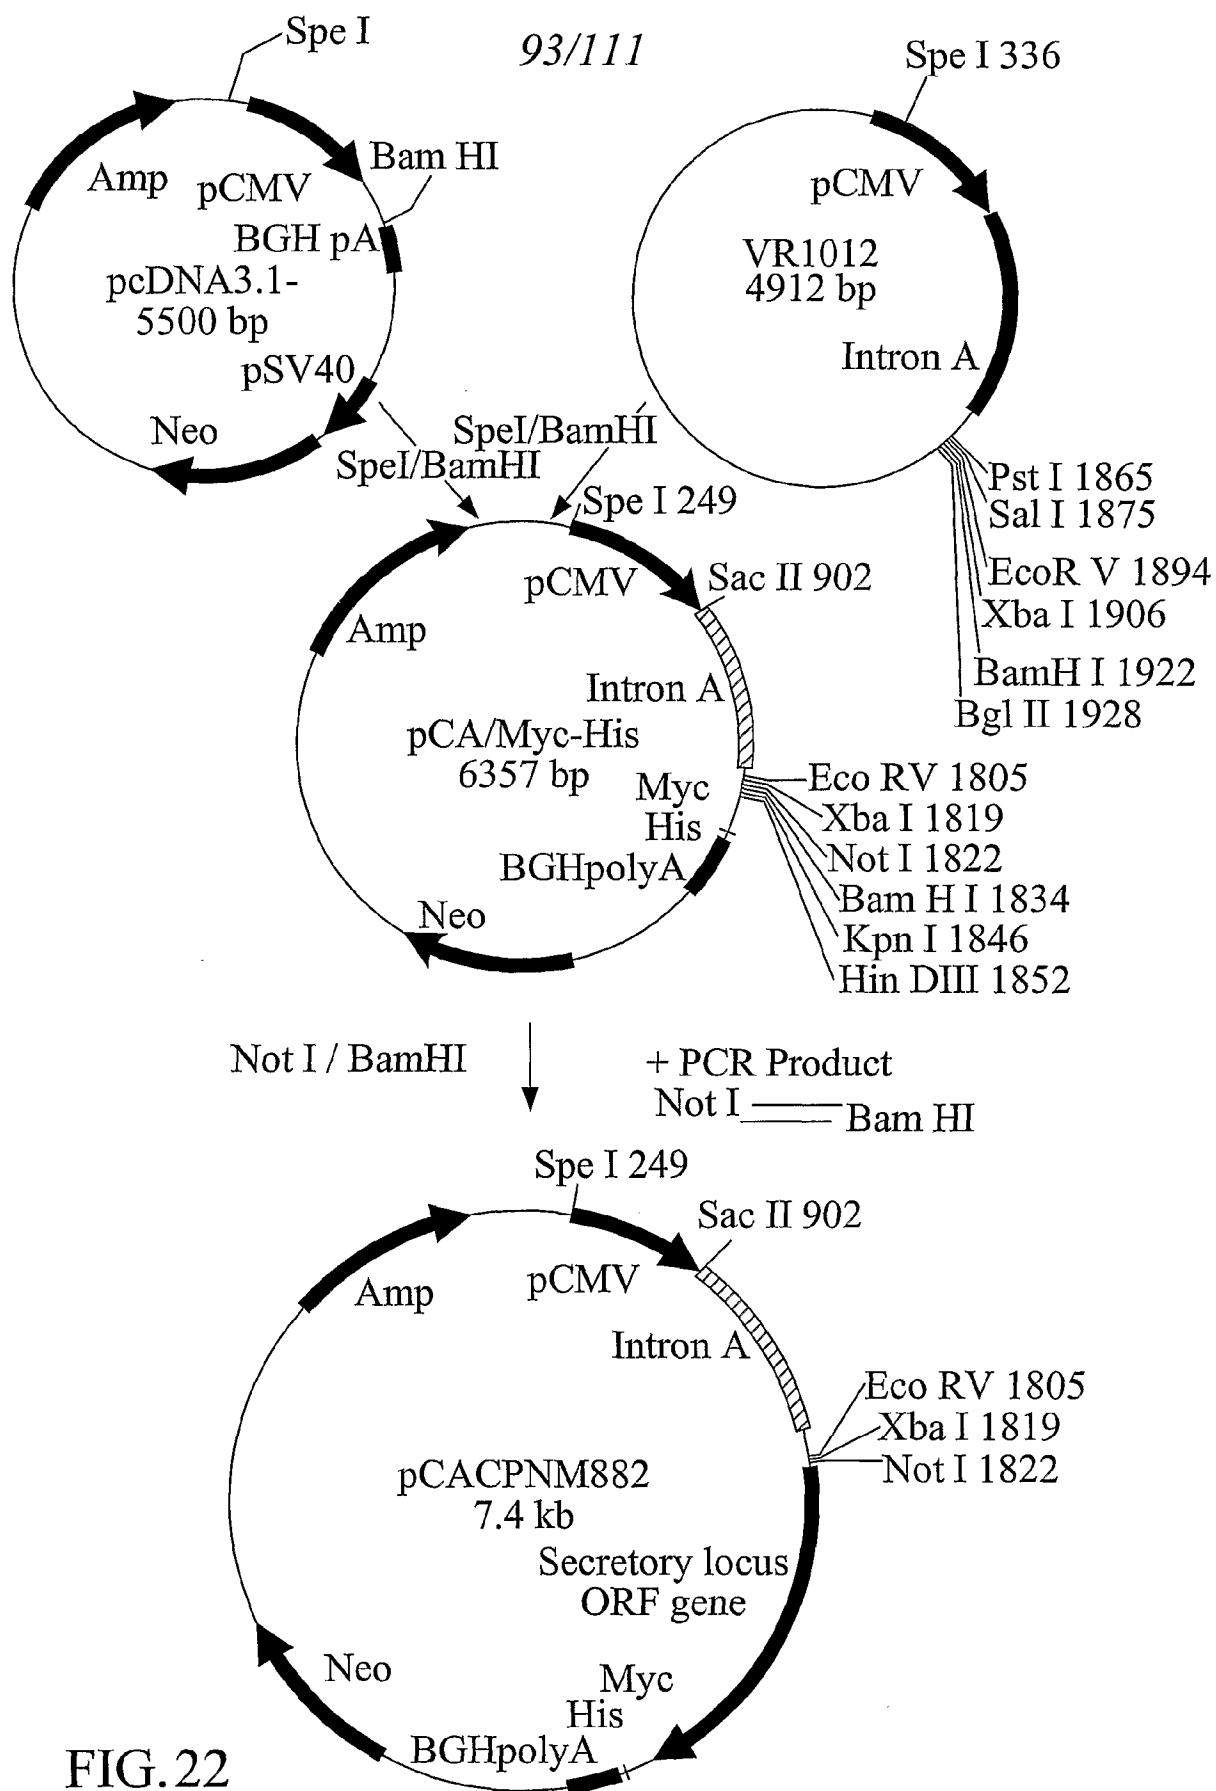 93/111
Spe I
Amp
pCMV
Bam HI
BGH pA
pcDNA3.1-
5500 bp
pSV40
Neo
Spe I 336
pCMV
VR1012
4912 bp
Intron A
Pst I 1865
Sal I 1875
EcoR V 1894
Xba I 1906
BamH I 1922
Bgl II 1928
SpeI/BamHI
SpeI/BamHI
Spe I 249
pCMV
Sac II 902
Amp
Intron A
pCA/Myc-His
6357 bp
Myc
His
BGHpolyA
Neo
Eco RV 1805
Xba I 1819
Not I 1822
Bam H I 1834
Kpn I 1846
Hin DIII 1852
Not I / BamHI
+ PCR Product
Not I
Bam HI
Spe I 249
Sac II 902
pCMV
Amp
Intron A
Eco RV 1805
Xba I 1819
Not I 1822
pCACPNM882
7.4 kb
Secretory locus
ORF gene
Neo
Myc
His
BGHpolyA
FIG.22